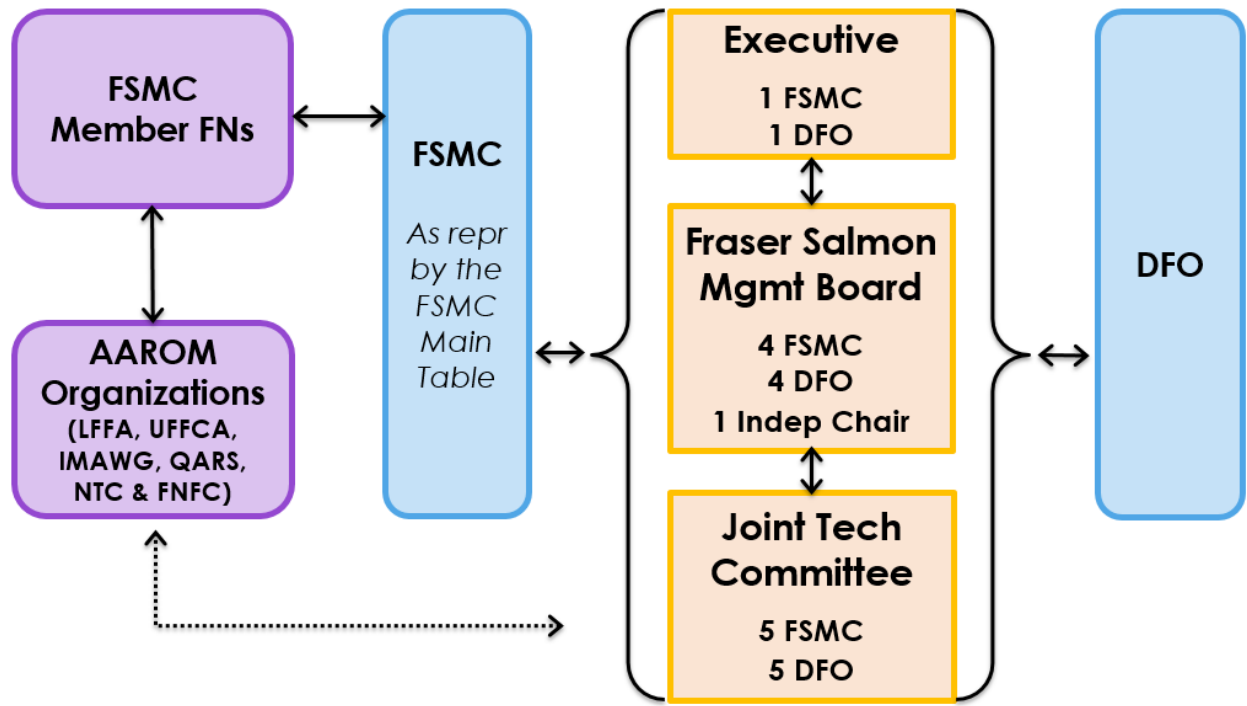 FSMC
Member FNs
AAROM
Organizations
(LFFA, UFFCA,
IMAWG, QARS,
NTC & FNFC)
FSMC
As repr
by the
FSMC
Main
Table
Executive
1 FSMC
1 DFO
Fraser Salmon
Mgmt Board
4 FSMC
4 DFO
1 Indep Chair
Joint Tech
Committee
5 FSMC
5 DFO
DFO